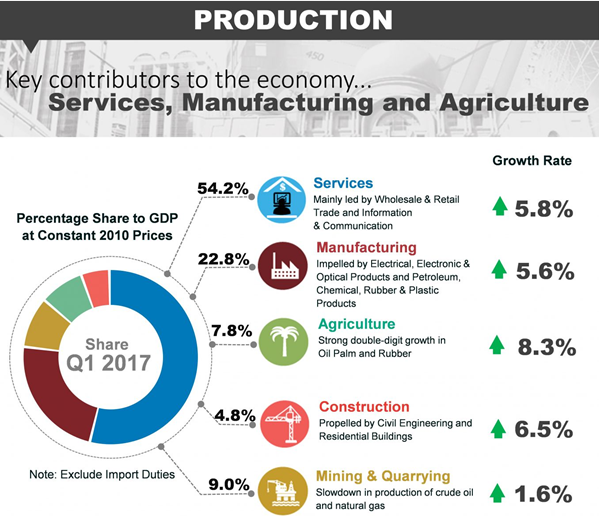 PRODUCTION
Key contributors to the economy...
Services, Manufacturing and Agriculture
Growth Rate
Percentage Share to GDP
at Constant 2010 Prices
Share
Q1 2017
Note: Exclude Import Duties
54.2%
Services
Mainly led by Wholesale & Retail
Trade and Information
& Communication
5.8%
22.8%
Manufacturing
Impelled by Electrical, Electronic &
Optical Products and Petroleum,
Chemical, Rubber & Plastic
Products
5.6%
7.8%
Agriculture
Strong double-digit growth in
Oil Palm and Rubber
8.3%
4.8%
Construction
Propelled by Civil Engineering and
Residential Buildings
6.5%
9.0%
Mining & Quarrying
Slowdown in production of crude oil
and natural gas
1.6%